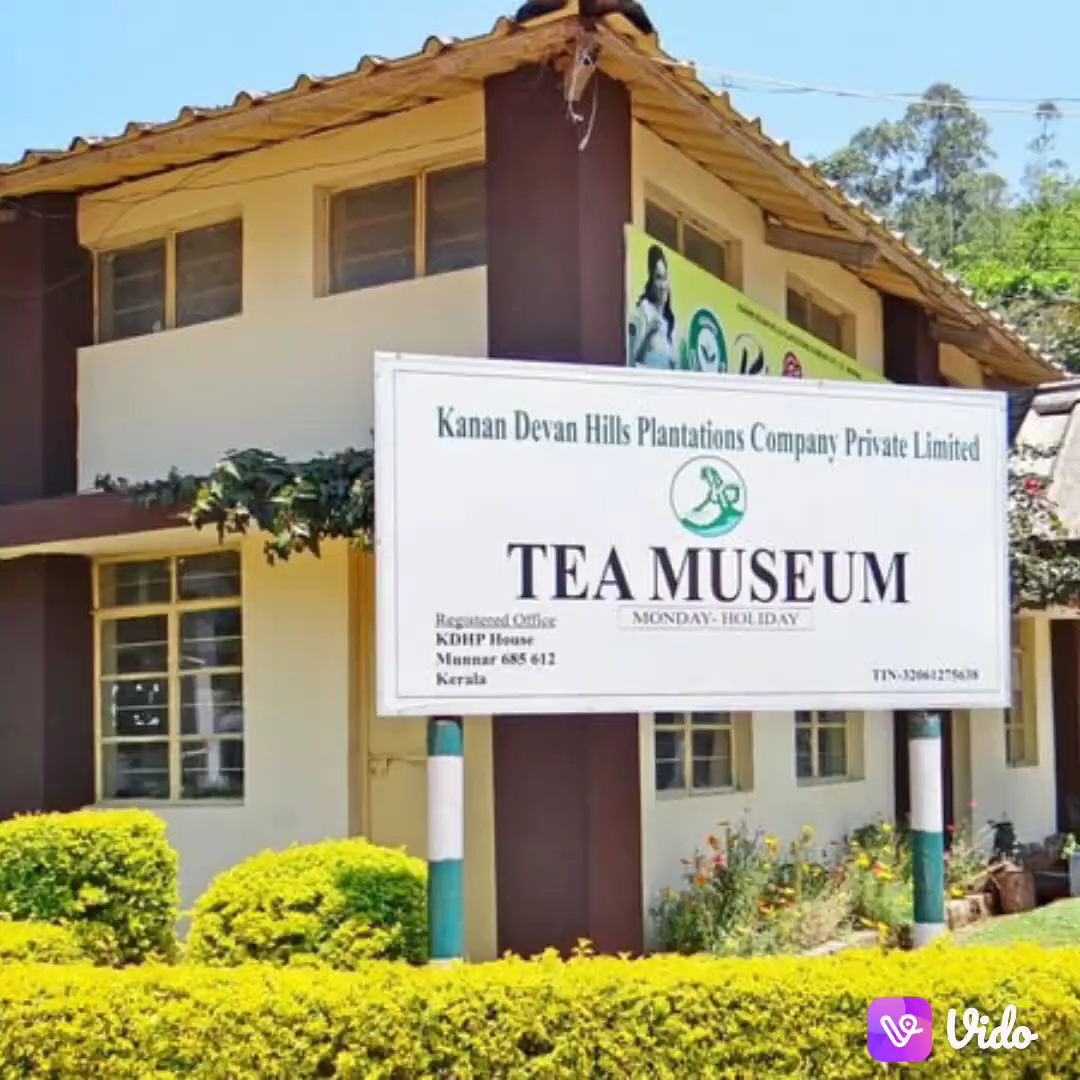 Kanan Devan Hills Plantations Company Private Limited
TEA MUSEUM
MONDAY- HOLIDAY
Registered Office
KDHP House
Munnar 685 612
Kerala
TIN-32061275638
Vido